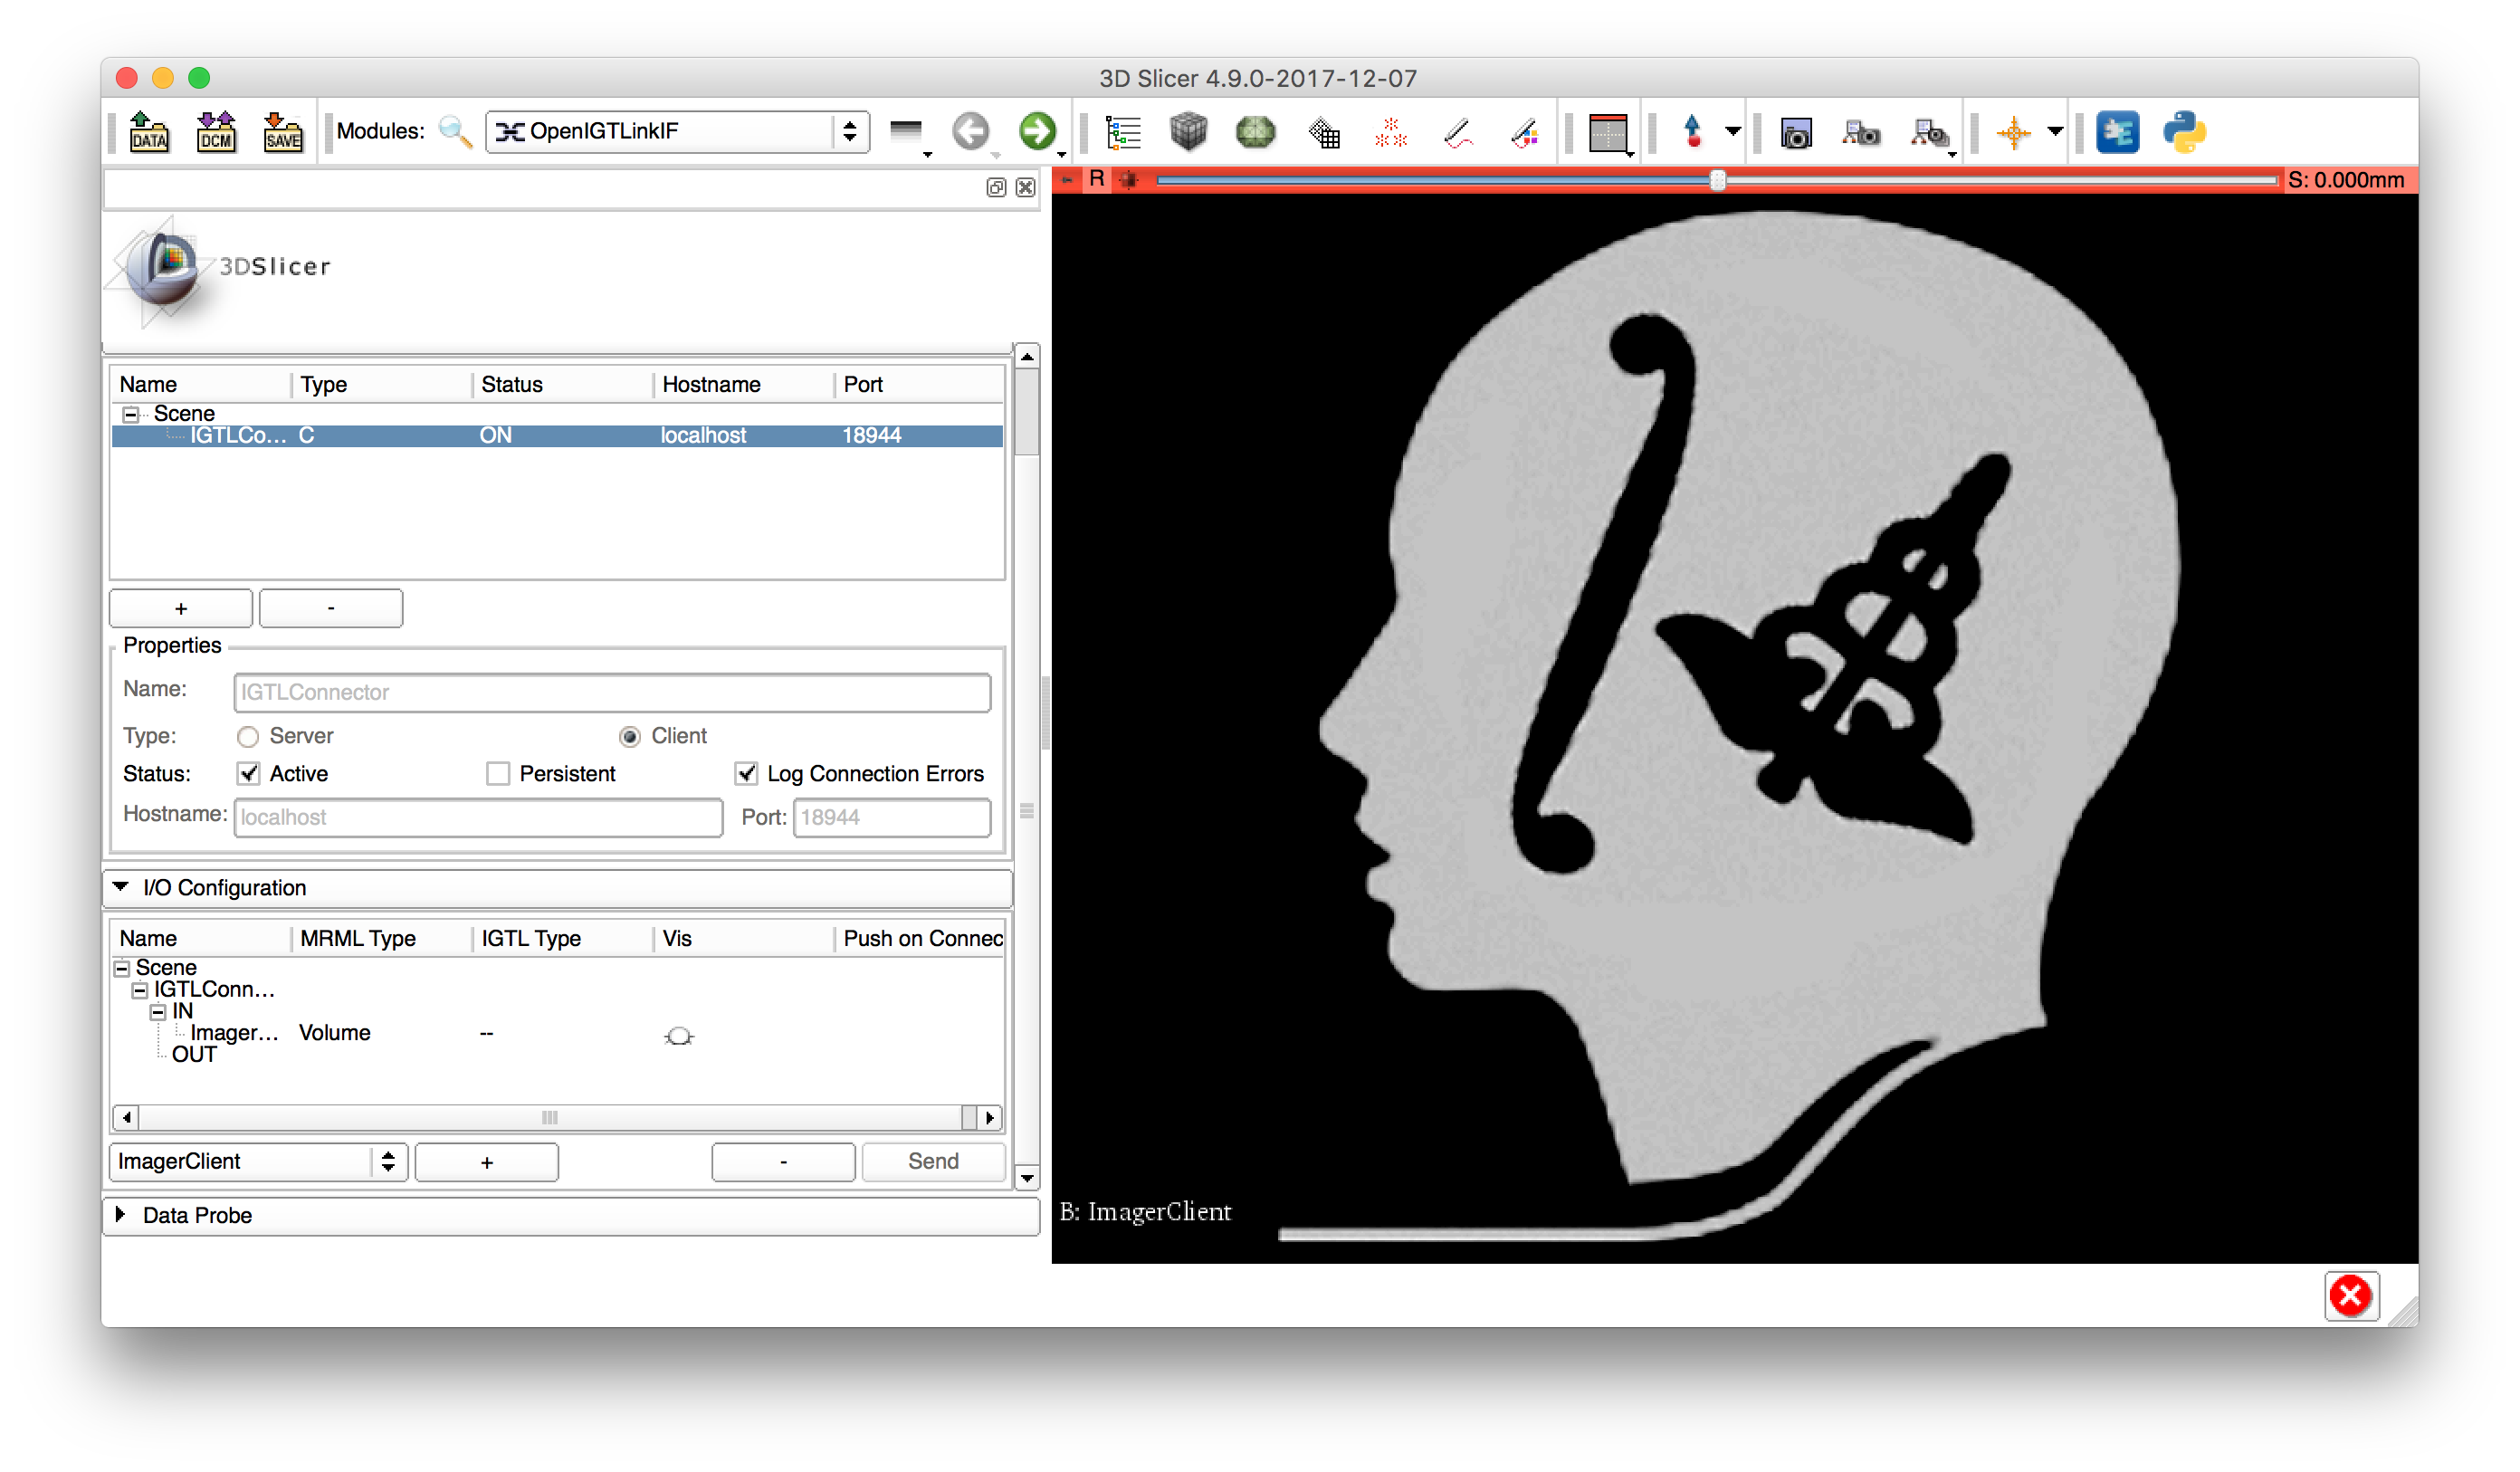 3D Slicer 4.9.0-2017-12-07
DATA DCM SAVE Modules: OpenIGTLinkIF
R S: 0.000mm
3DSlicer
Name Type Status Hostname Port
Scene
IGTLCo... C ON localhost 18944
+ -
Properties
Name: IGTLConnector
Type: Server Client
Status: Active Persistent Log Connection Errors
Hostname: localhost Port: 18944
I/O Configuration
Name MRML Type IGTL Type Vis Push on Connec
Scene
IGTLConn...
IN
Imager... Volume --
OUT
ImagerClient + - Send
Data Probe
B: ImagerClient